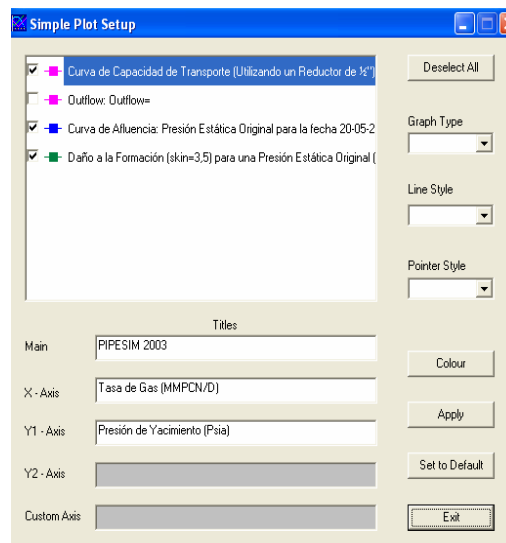 Simple Plot Setup
Curva de Capacidad de Transporte (Utilizando un Reductor de ½")
Outflow: Outflow=
Curva de Afluencia: Presión Estática Original para la fecha 20-05-2
Daño a la Formación (skin=3,5) para una Presión Estática Original (
Deselect All
Graph Type
Line Style
Pointer Style
Titles
Main
PIPESIM 2003
X - Axis
Tasa de Gas (MMPCN/D)
Y1 - Axis
Presión de Yacimiento (Psia)
Y2 - Axis
Custom Axis
Colour
Apply
Set to Default
Exit